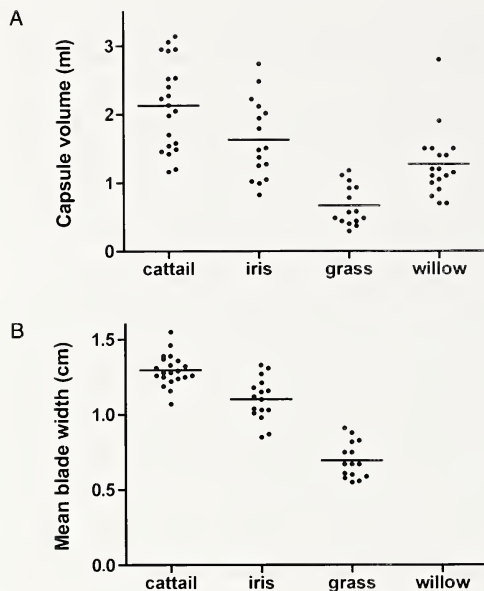 A
Capsule volume (ml)
3
2
1
0
cattail iris grass willow
B
Mean blade width (cm)
1.5
1.0
0.5
0.0
cattail iris grass willow